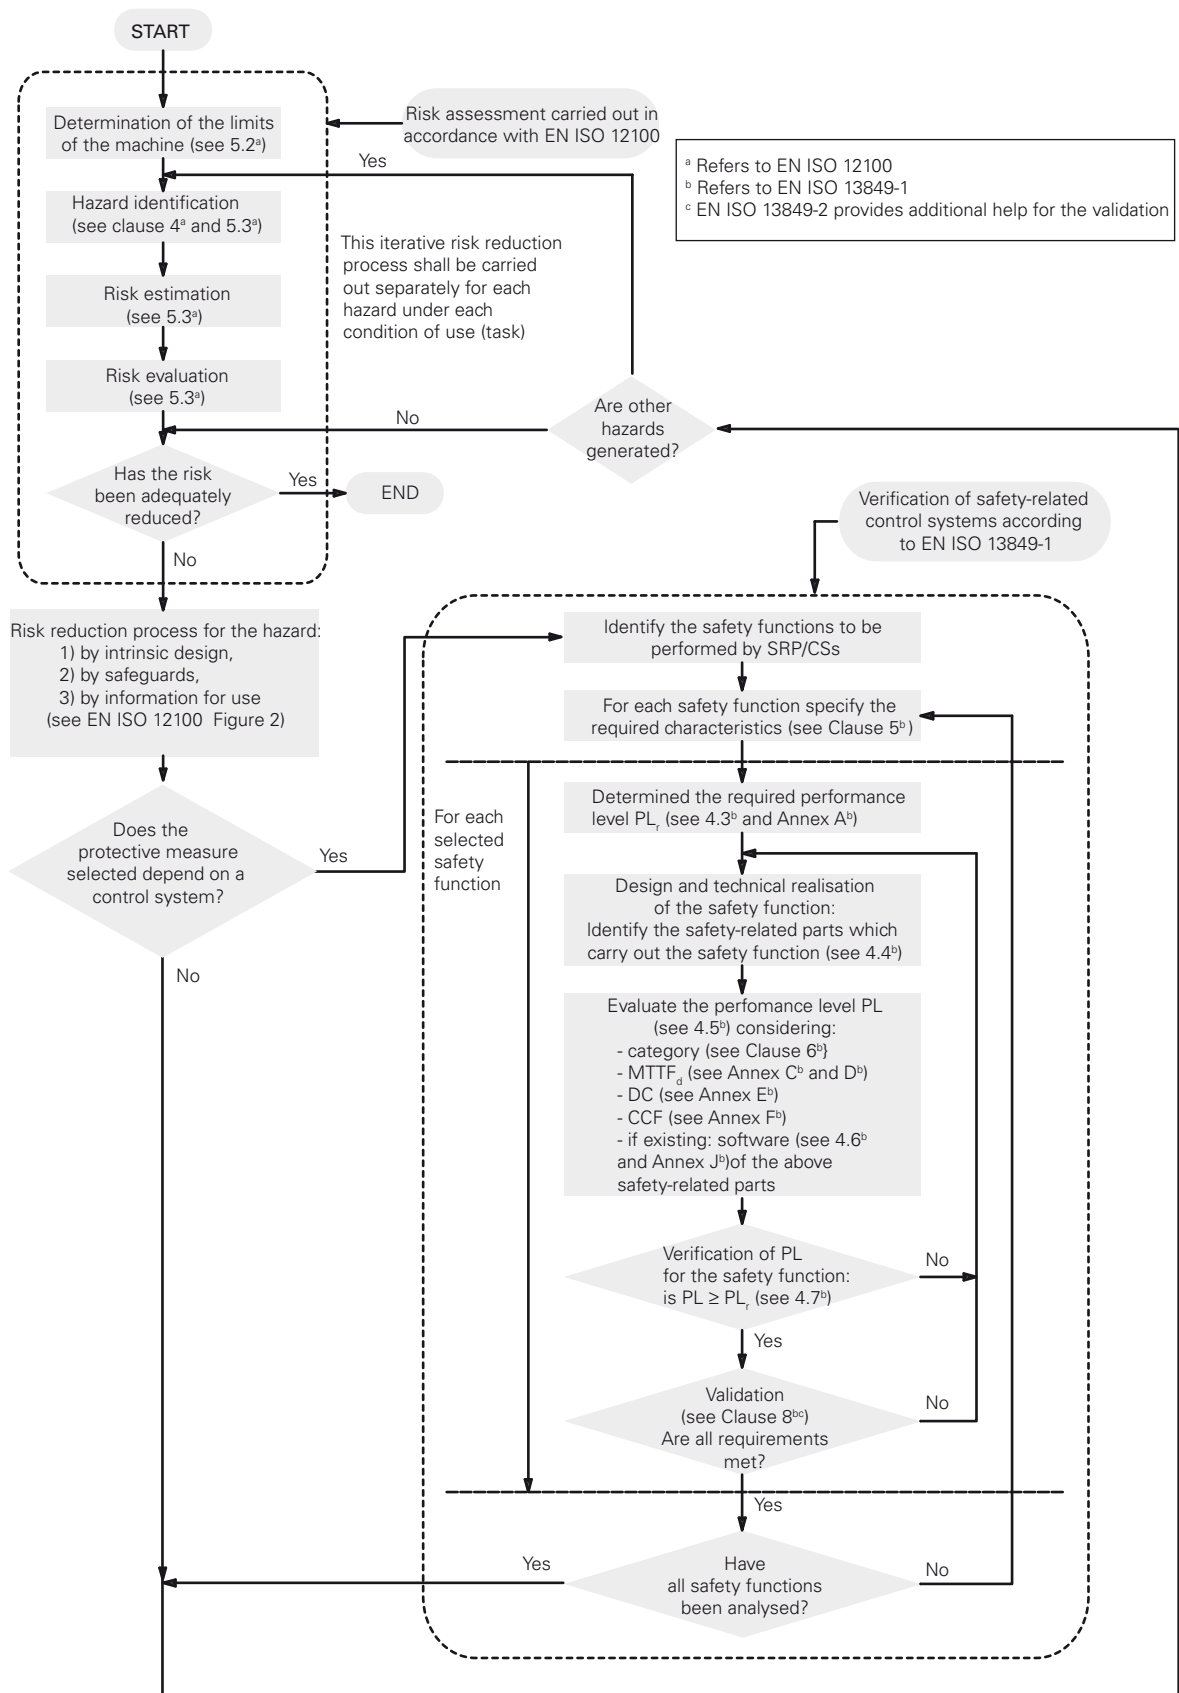 START
Determination of the limits
of the machine (see 5.2ᵃ)
Risk assessment carried out in
accordance with EN ISO 12100
Yes
ᵃ Refers to EN ISO 12100
ᵇ Refers to EN ISO 13849-1
ᶜ EN ISO 13849-2 provides additional help for the validation
Hazard identification
(see clause 4ᵃ and 5.3ᵃ)
This iterative risk reduction
process shall be carried
out separately for each
hazard under each
condition of use (task)
Risk estimation
(see 5.3ᵃ)
Risk evaluation
(see 5.3ᵃ)
No
Are other
hazards
generated?
Has the risk
been adequately
reduced?
Yes
END
No
Verification of safety-related
control systems according
to EN ISO 13849-1
Risk reduction process for the hazard:
1) by intrinsic design,
2) by safeguards,
3) by information for use
(see EN ISO 12100 Figure 2)
Identify the safety functions to be
performed by SRP/CSs
For each safety function specify the
required characteristics (see Clause 5ᵇ )
Does the
protective measure
selected depend on a
control system?
Yes
No
For each
selected
safety
function
Determined the required performance
level PLᵣ (see 4.3ᵇ and Annex Aᵇ)
Design and technical realisation
of the safety function:
Identify the safety-related parts which
carry out the safety function (see 4.4ᵇ)
Evaluate the perfomance level PL
(see 4.5ᵇ) considering:
- category (see Clause 6ᵇ}
- MTTFd (see Annex Cᵇ and Dᵇ)
- DC (see Annex Eᵇ)
- CCF (see Annex Fᵇ)
- if existing: software (see 4.6ᵇ
and Annex Jᵇ)of the above
safety-related parts
Verification of PL
for the safety function:
is PL ≥ PLᵣ (see 4.7ᵇ)
No
Yes
Validation
(see Clause 8ᵇᶜ)
Are all requirements
met?
No
Yes
Have
all safety functions
been analysed?
Yes
No